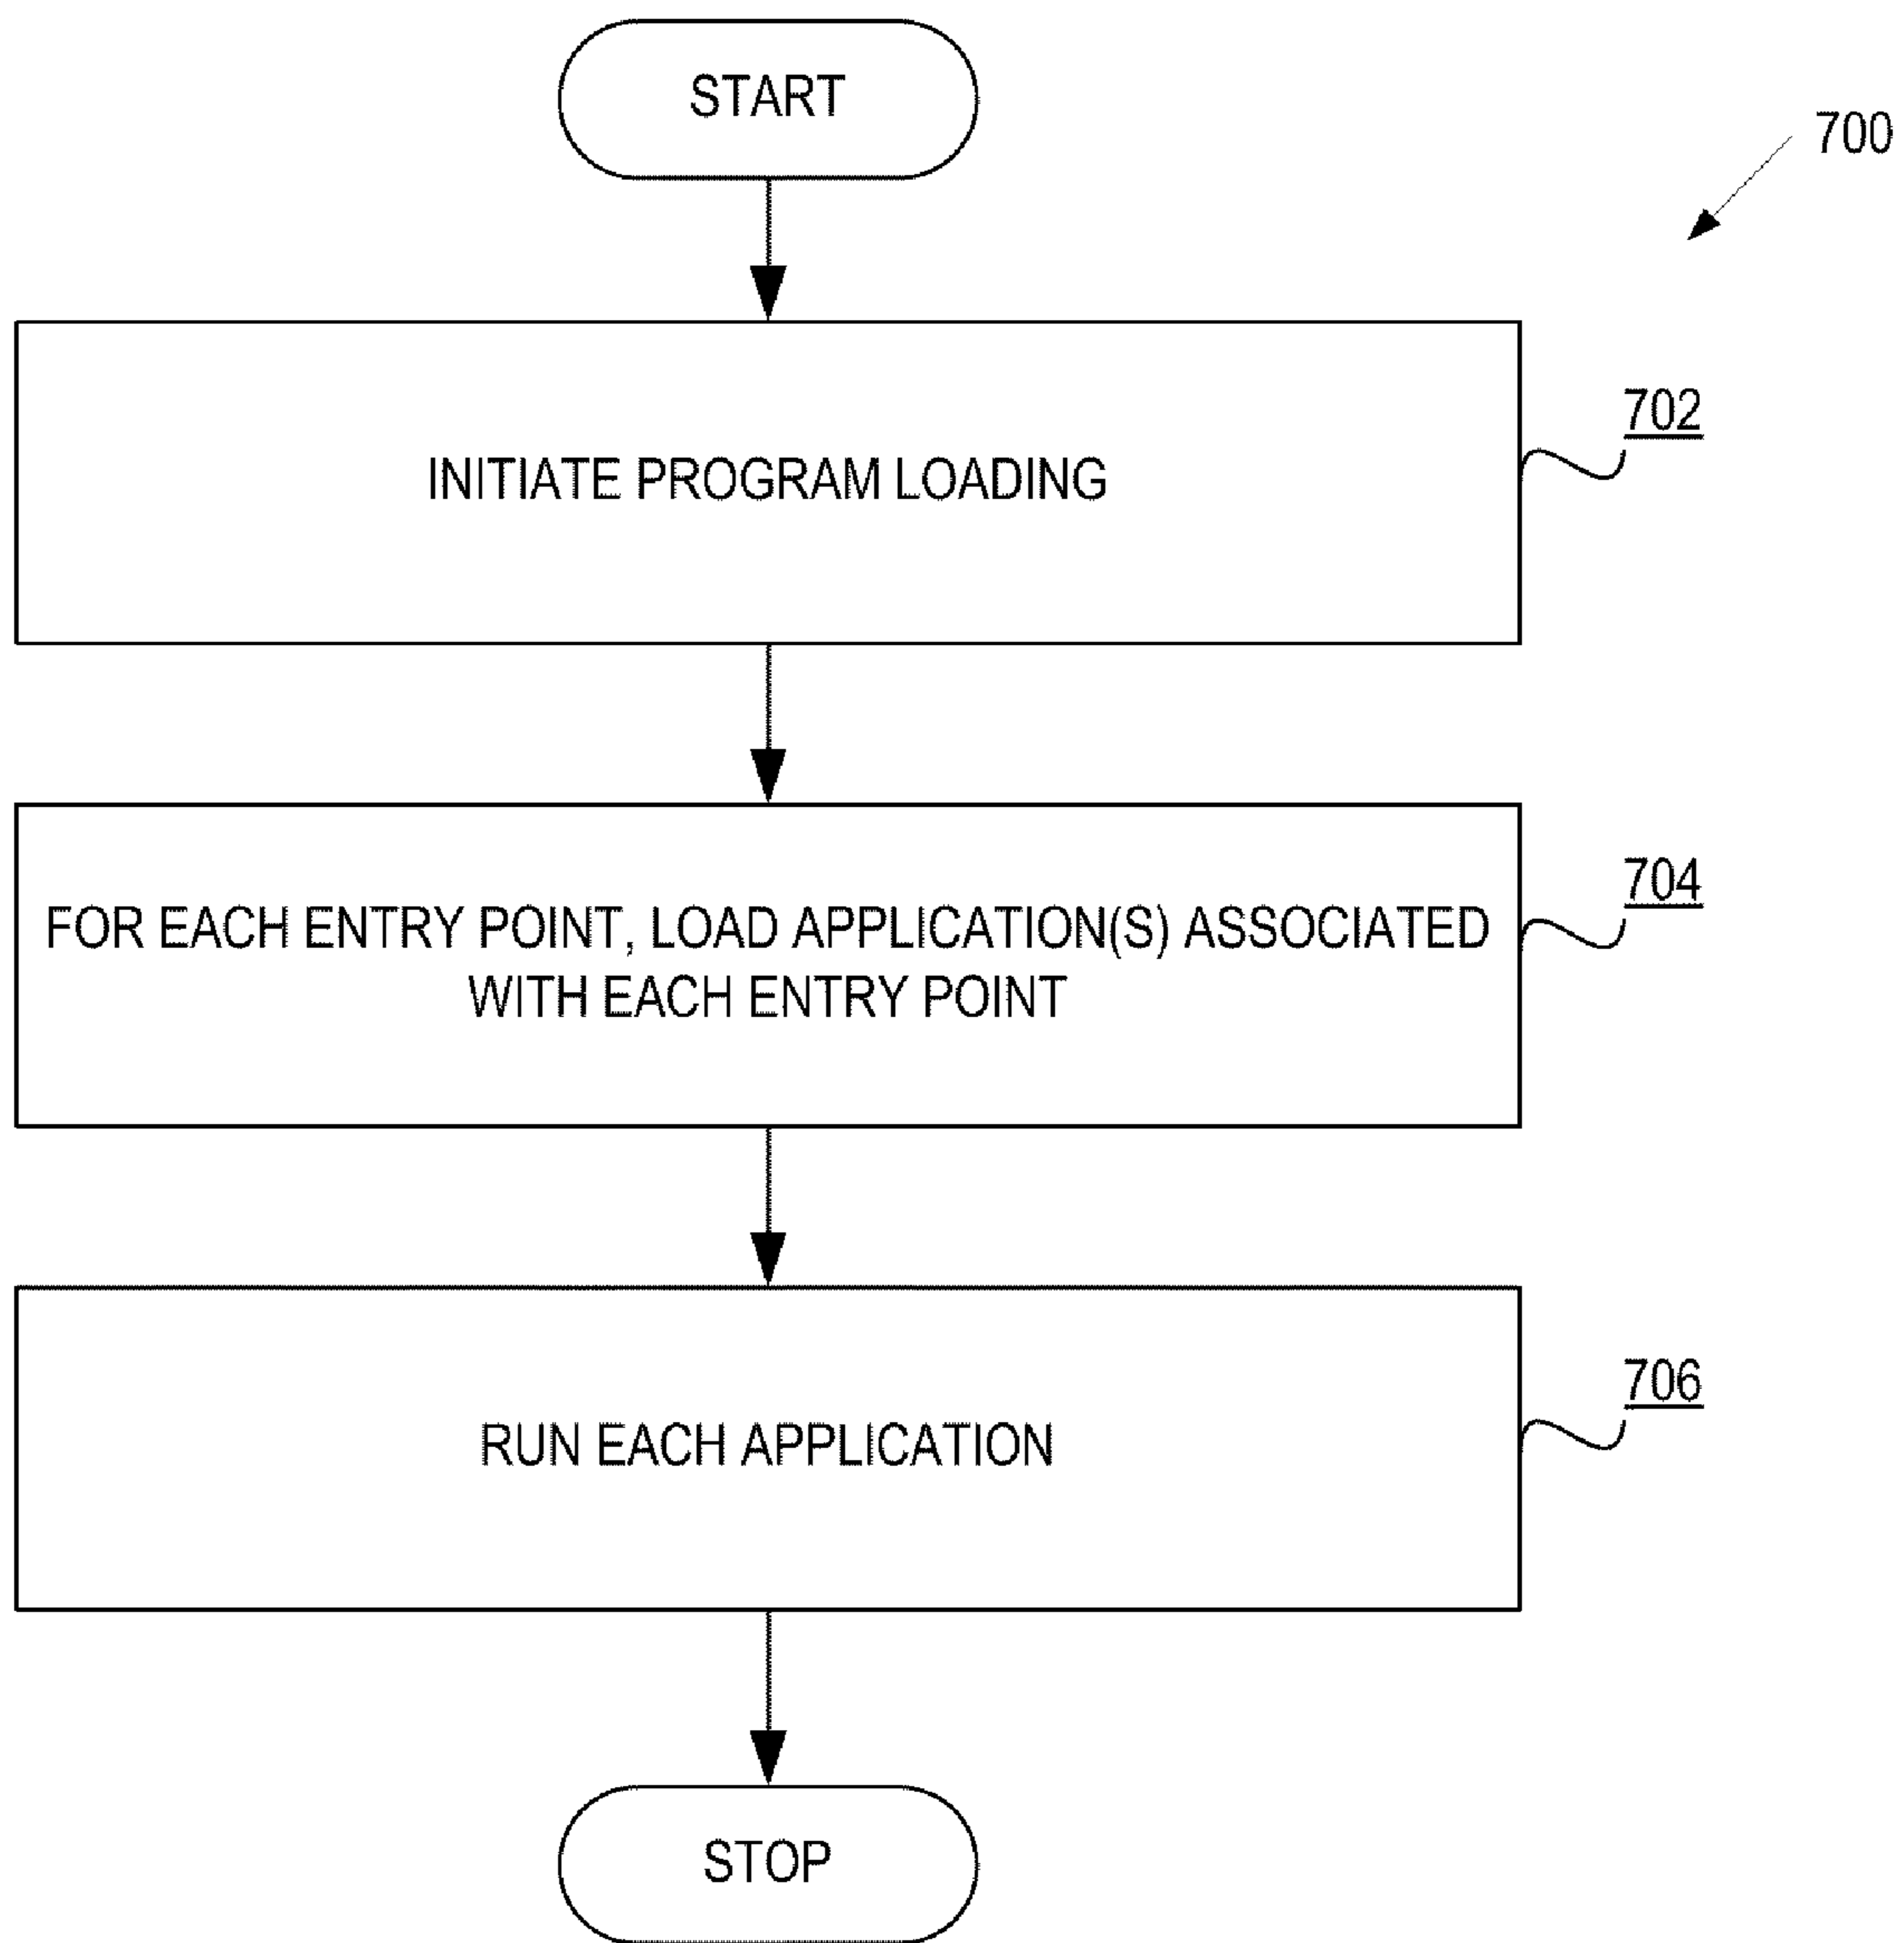 START
700
702
INITIATE PROGRAM LOADING
704
FOR EACH ENTRY POINT, LOAD APPLICATION(S) ASSOCIATED
WITH EACH ENTRY POINT
706
RUN EACH APPLICATION
STOP